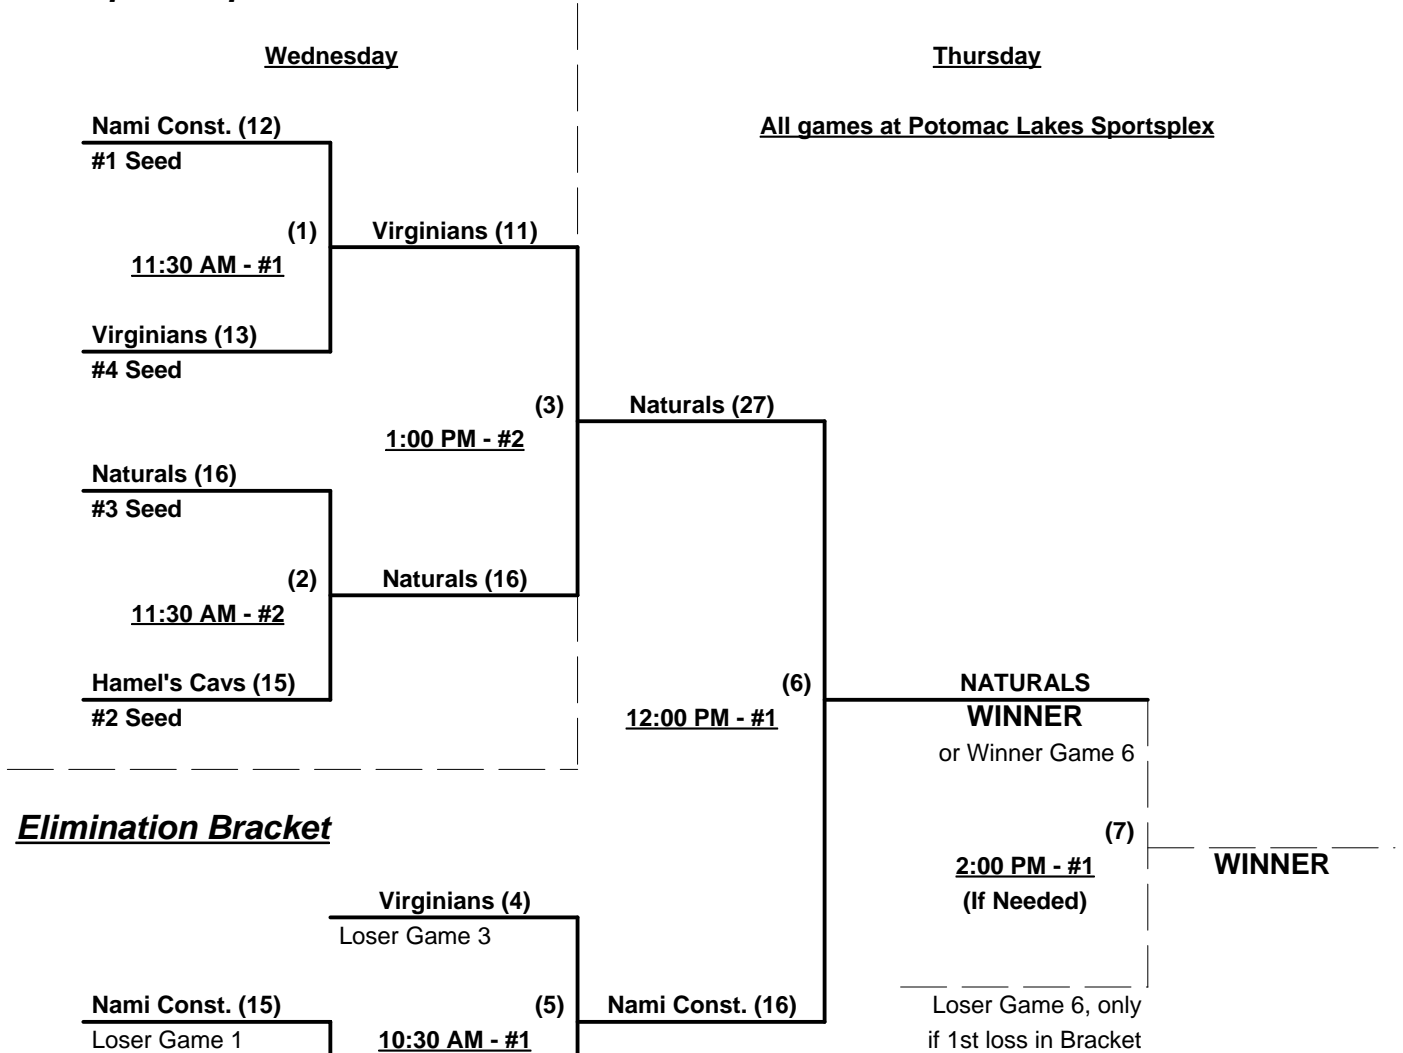 Wednesday
Thursday
Nami Const. (12)
All games at Potomac Lakes Sportsplex
#1 Seed
(1)
Virginians (11)
11:30 AM - #1
Virginians (13)
#4 Seed
(3)
Naturals (27)
1:00 PM - #2
Naturals (16)
#3 Seed
(2)
Naturals (16)
11:30 AM - #2
Hamel's Cavs (15)
(6)
NATURALS
#2 Seed
12:00 PM - #1
WINNER
or Winner Game 6
Elimination Bracket
(7)
2:00 PM - #1
WINNER
(If Needed)
Virginians (4)
Loser Game 3
Nami Const. (15)
(5)
Nami Const. (16)
Loser Game 6, only
Loser Game 1
10:30 AM - #1
if 1st loss in Bracket